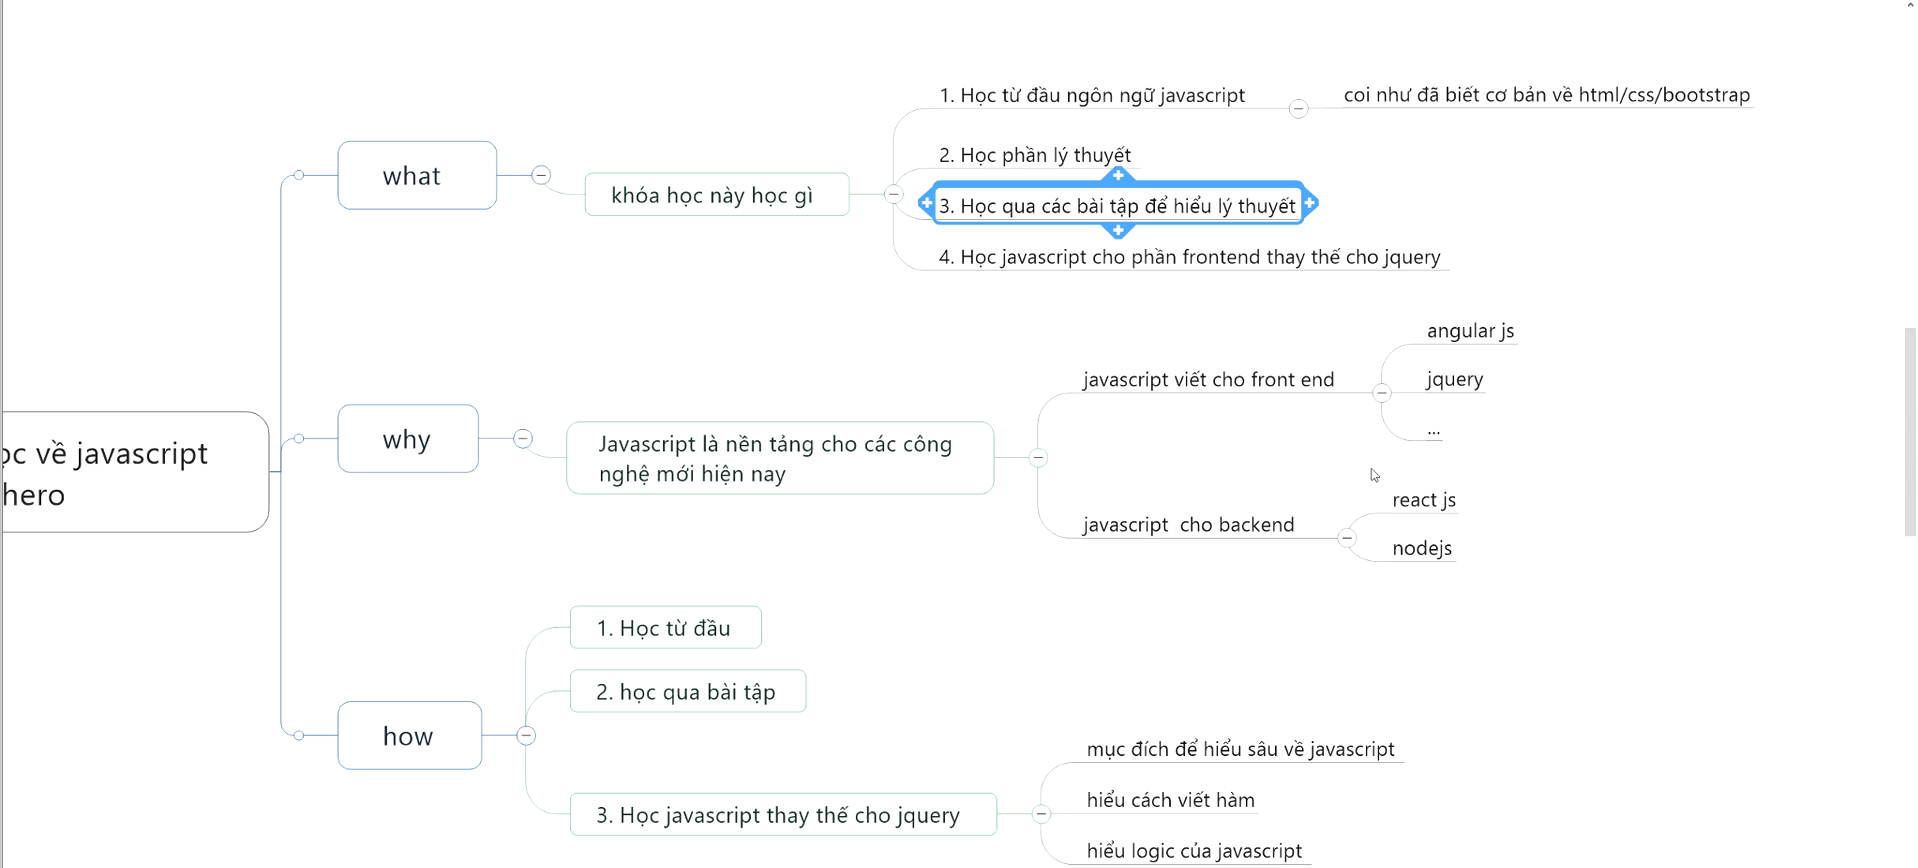 what
khóa học này học gì
1. Học từ đầu ngôn ngữ javascript
coi như đã biết cơ bản về html/css/bootstrap
2. Học phần lý thuyết
3. Học qua các bài tập để hiểu lý thuyết
4. Học javascript cho phần frontend thay thế cho jquery
về javascript
hero
why
Javascript là nền tảng cho các công
nghệ mới hiện nay
javascript viết cho front end
angular js
jquery
...
javascript  cho backend
react js
nodejs
how
1. Học từ đầu
2. học qua bài tập
3. Học javascript thay thế cho jquery
mục đích để hiểu sâu về javascript
hiểu cách viết hàm
hiểu logic của javascript